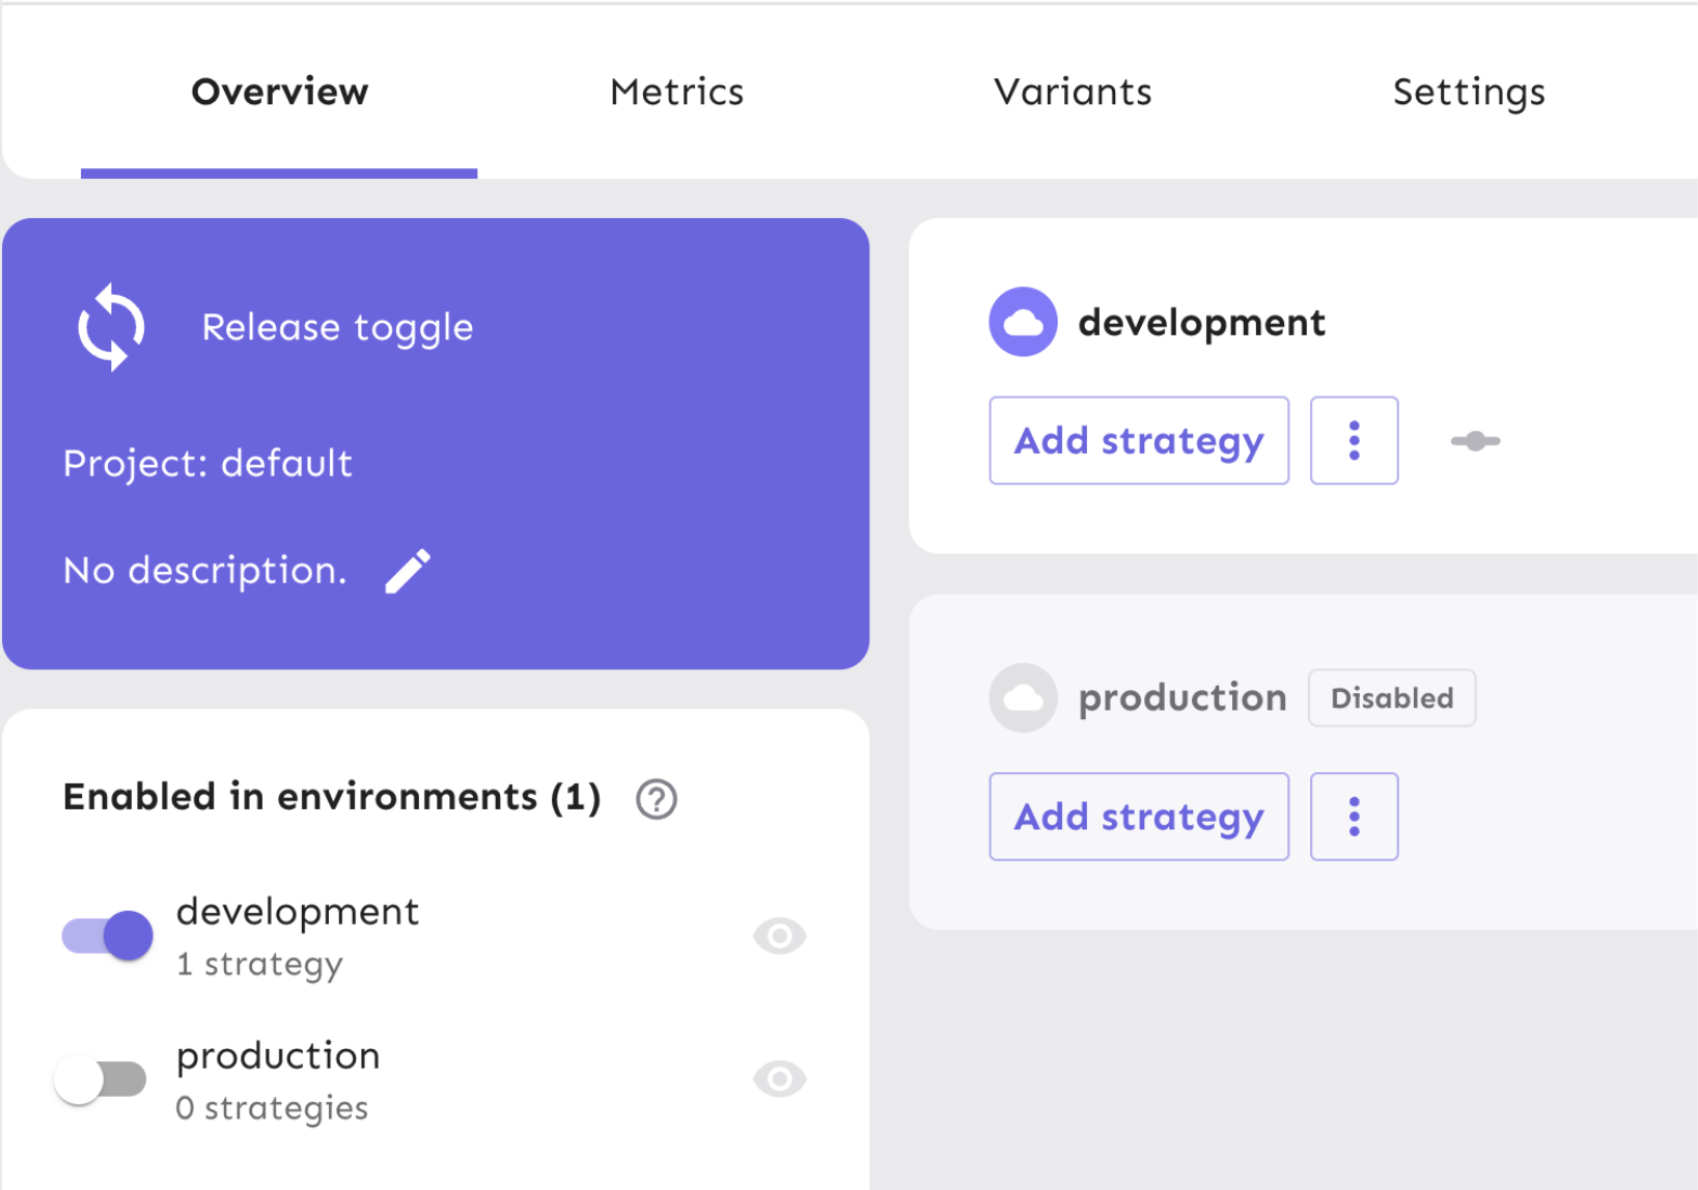 Overview
Metrics
Variants
Settings
Release toggle
Project: default
No description.
Enabled in environments (1)
development
1 strategy
production
0 strategies
development
Add strategy
production
Disabled
Add strategy